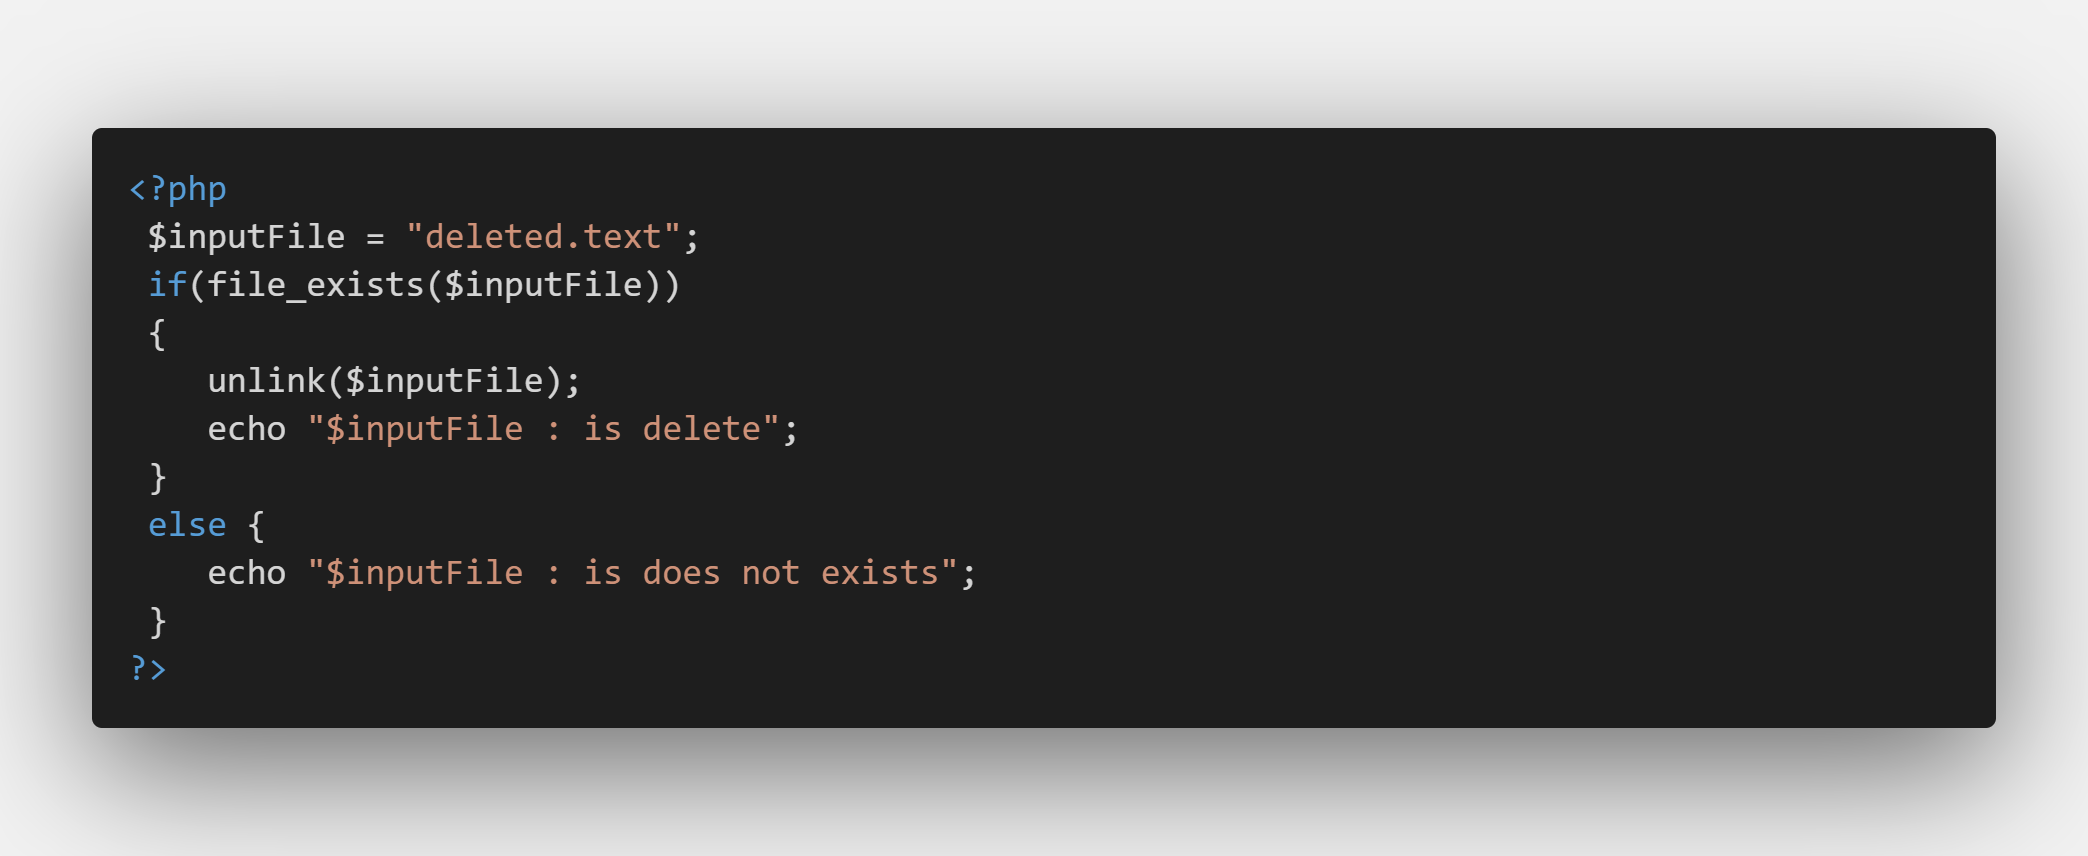 <?php
$inputFile = "deleted.text";
if(file_exists($inputFile))
{
unlink($inputFile);
echo "$inputFile : is delete";
}
else {
echo "$inputFile : is does not exists";
}
?>